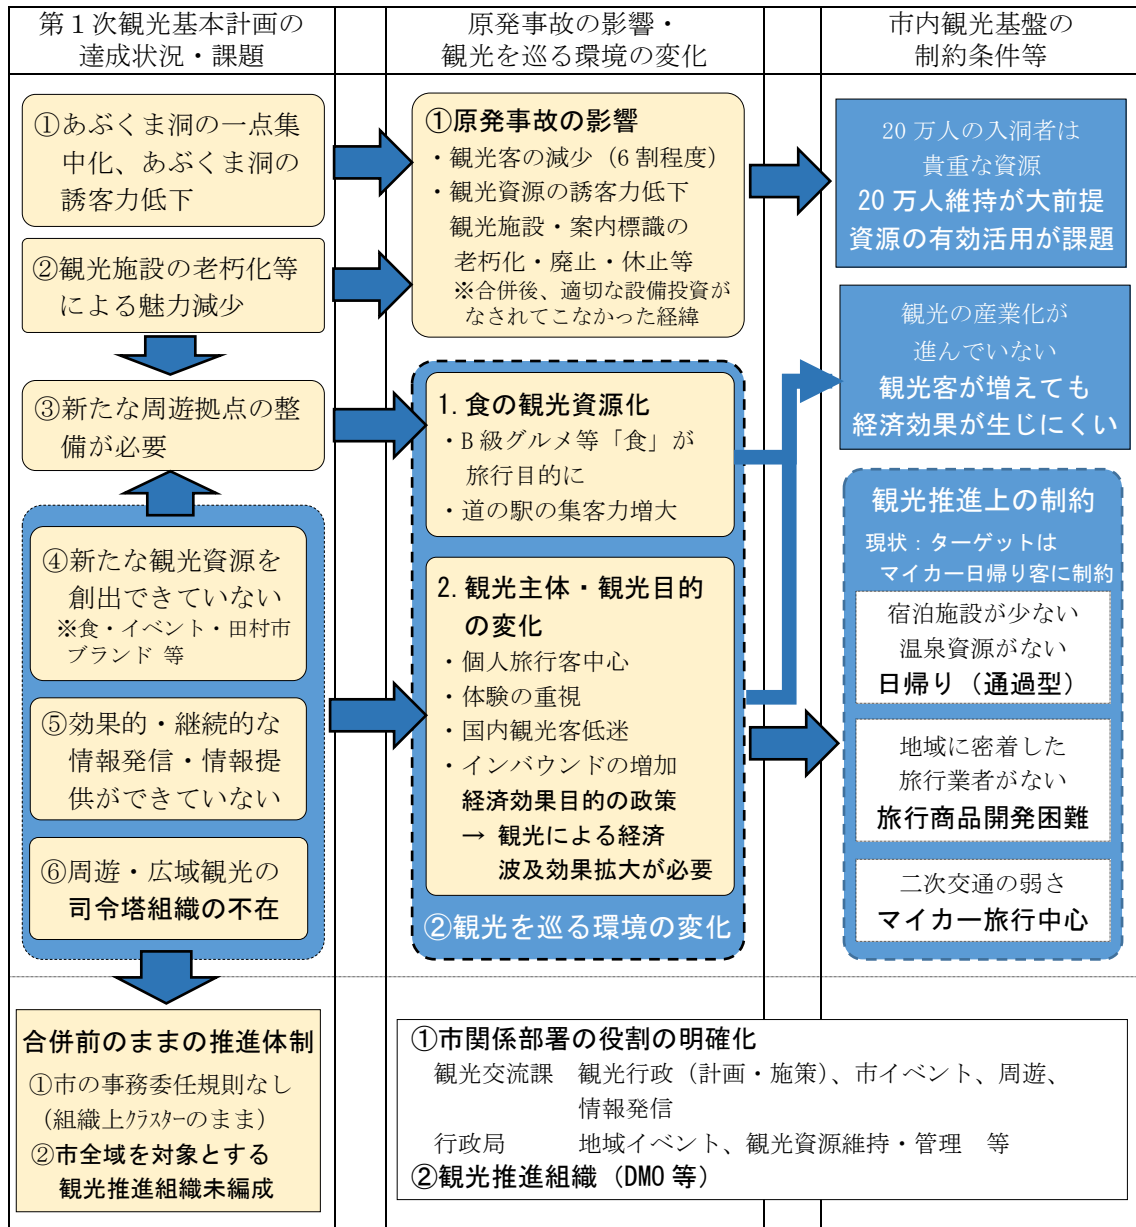 第１次観光基本計画の
達成状況・課題
原発事故の影響・
観光を巡る環境の変化
市内観光基盤の
制約条件等
①あぶくま洞の一点集
中化、あぶくま洞の
誘客力低下
②観光施設の老朽化等
による魅力減少
③新たな周遊拠点の整
備が必要
④新たな観光資源を
創出できていない
※食・イベント・田村市
ブランド 等
⑤効果的・継続的な
情報発信・情報提
供ができていない
⑥周遊・広域観光の
司令塔組織の不在
合併前のままの推進体制
①市の事務委任規則なし
(組織上ｸﾗｽﾀｰのまま)
②市全域を対象とする
観光推進組織未編成
①原発事故の影響
・観光客の減少（6 割程度）
・観光資源の誘客力低下
観光施設・案内標識の
老朽化・廃止・休止等
※合併後、適切な設備投資が
なされてこなかった経緯
1. 食の観光資源化
・B 級グルメ等「食」が
旅行目的に
・道の駅の集客力増大
2. 観光主体・観光目的
の変化
・個人旅行客中心
・体験の重視
・国内観光客低迷
・インバウンドの増加
経済効果目的の政策
→ 観光による経済
波及効果拡大が必要
②観光を巡る環境の変化
20 万人の入洞者は
貴重な資源
20 万人維持が大前提
資源の有効活用が課題
観光の産業化が
進んでいない
観光客が増えても
経済効果が生じにくい
観光推進上の制約
現状：ターゲットは
マイカー日帰り客に制約
宿泊施設が少ない
温泉資源がない
日帰り（通過型）
地域に密着した
旅行業者がない
旅行商品開発困難
二次交通の弱さ
マイカー旅行中心
①市関係部署の役割の明確化
観光交流課 観光行政（計画・施策）、市イベント、周遊、
情報発信
行政局 地域イベント、観光資源維持・管理 等
②観光推進組織（DMO 等）